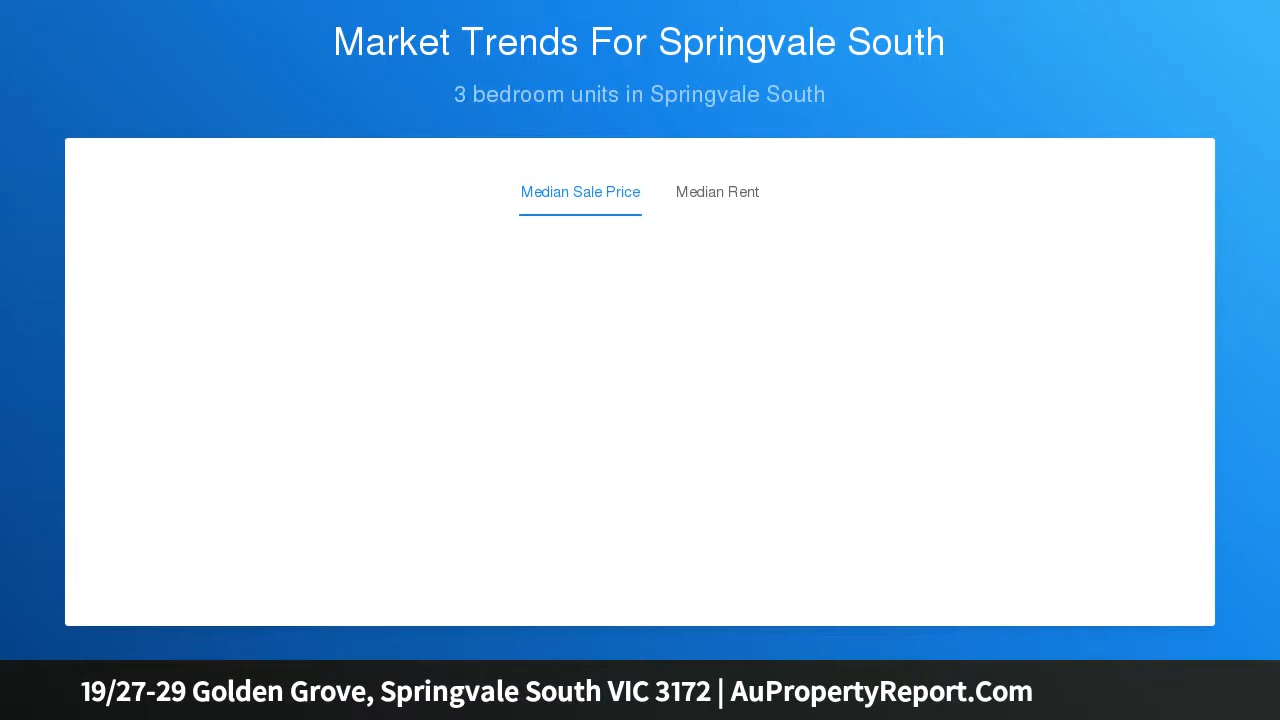 Market Trends For Springvale South
3 bedroom units in Springvale South
Median Sale Price Median Rent
19/27-29 Golden Grove, Springvale South VIC 3172 | AuPropertyReport.Com